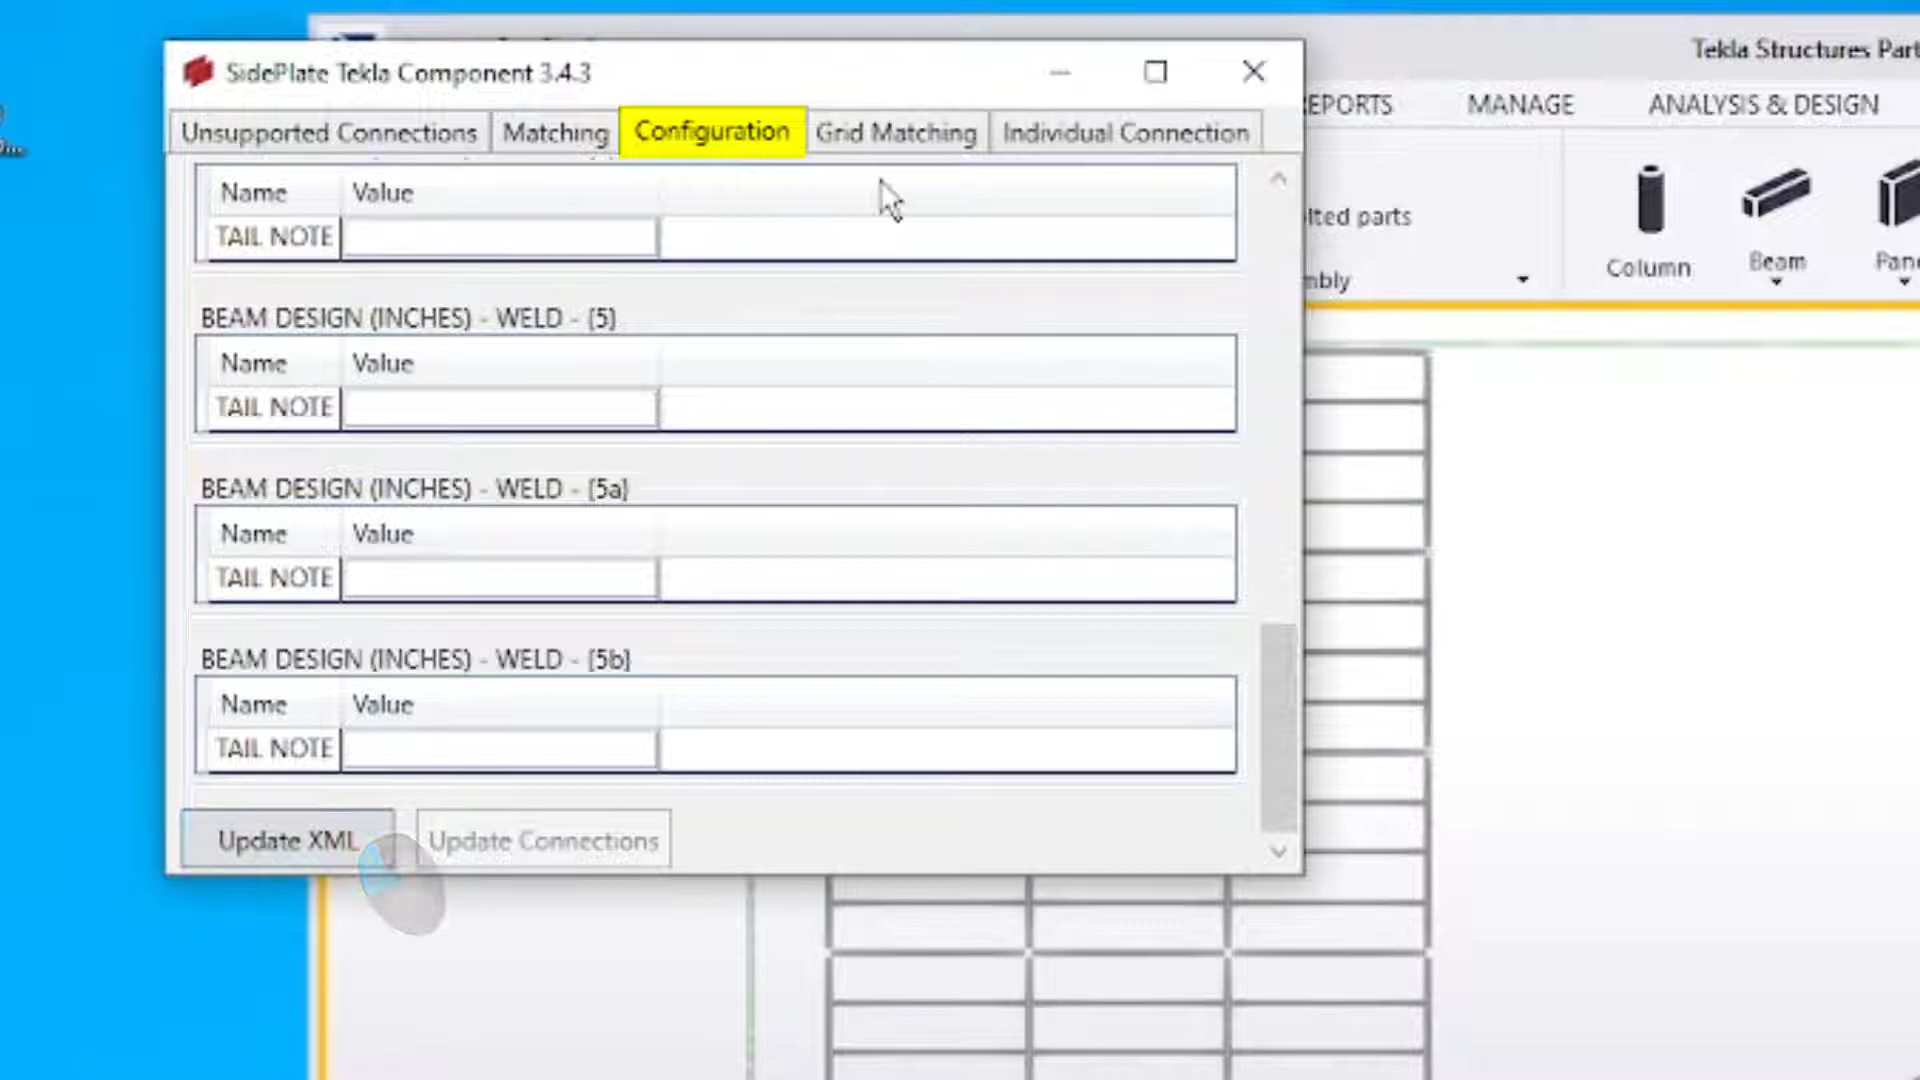 Tekla Structures Part
SidePlate Tekla Component 3.4.3
REPORTS MANAGE ANALYSIS & DESIGN
Unsupported Connections Matching Configuration Grid Matching Individual Connection
Name Value
TAIL NOTE
lted parts
mbly
Column Beam Pane
BEAM DESIGN (INCHES) - WELD - {5}
Name Value
TAIL NOTE
BEAM DESIGN (INCHES) - WELD - {5a}
Name Value
TAIL NOTE
BEAM DESIGN (INCHES) - WELD - {5b}
Name Value
TAIL NOTE
Update XML Update Connections